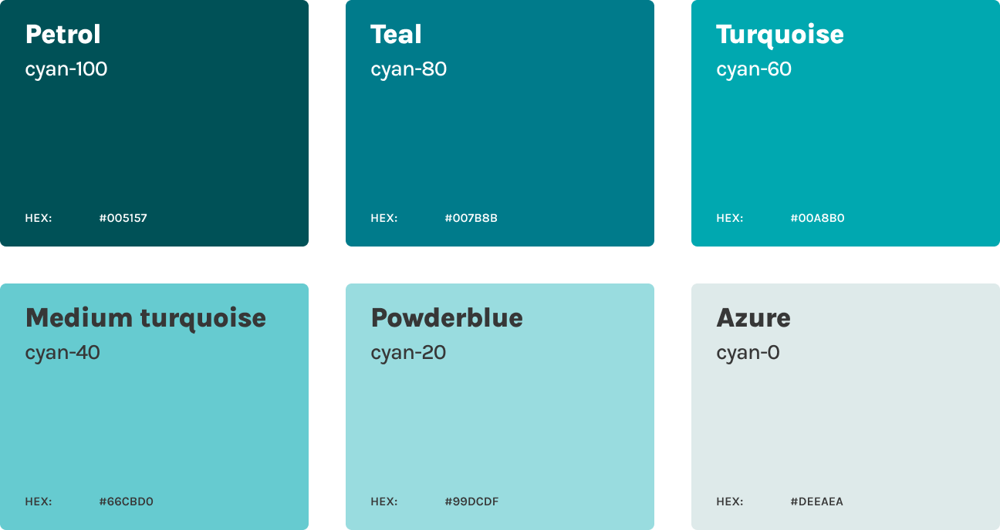 Petrol
cyan-100
HEX: #005157
Teal
cyan-80
HEX: #007B8B
Turquoise
cyan-60
HEX: #00A8B0
Medium turquoise
cyan-40
HEX: #66CBD0
Powderblue
cyan-20
HEX: #99DCDF
Azure
cyan-0
HEX: #DEEAEA